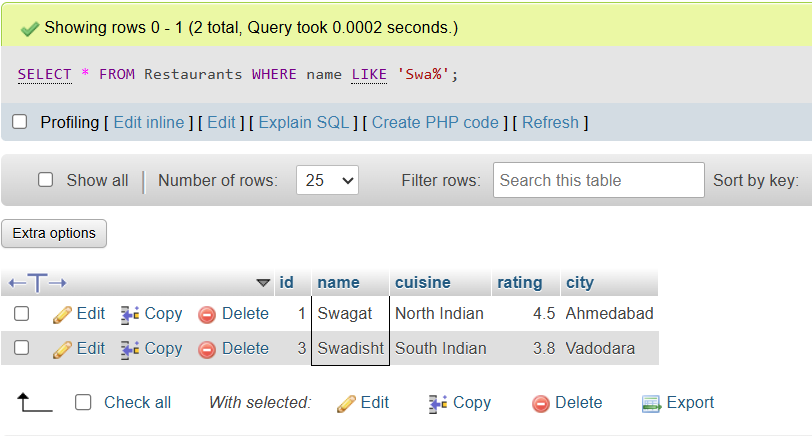 Showing rows 0 - 1 (2 total, Query took 0.0002 seconds.)
SELECT * FROM Restaurants WHERE name LIKE 'Swa%';
Profiling [ Edit inline ] [ Edit ] [ Explain SQL ] [ Create PHP code ] [ Refresh ]
Show all Number of rows: 25 Filter rows: Search this table Sort by key:
Extra options
←T→ id name cuisine rating city
Edit Copy Delete 1 Swagat North Indian 4.5 Ahmedabad
Edit Copy Delete 3 Swadisht South Indian 3.8 Vadodara
Check all With selected: Edit Copy Delete Export